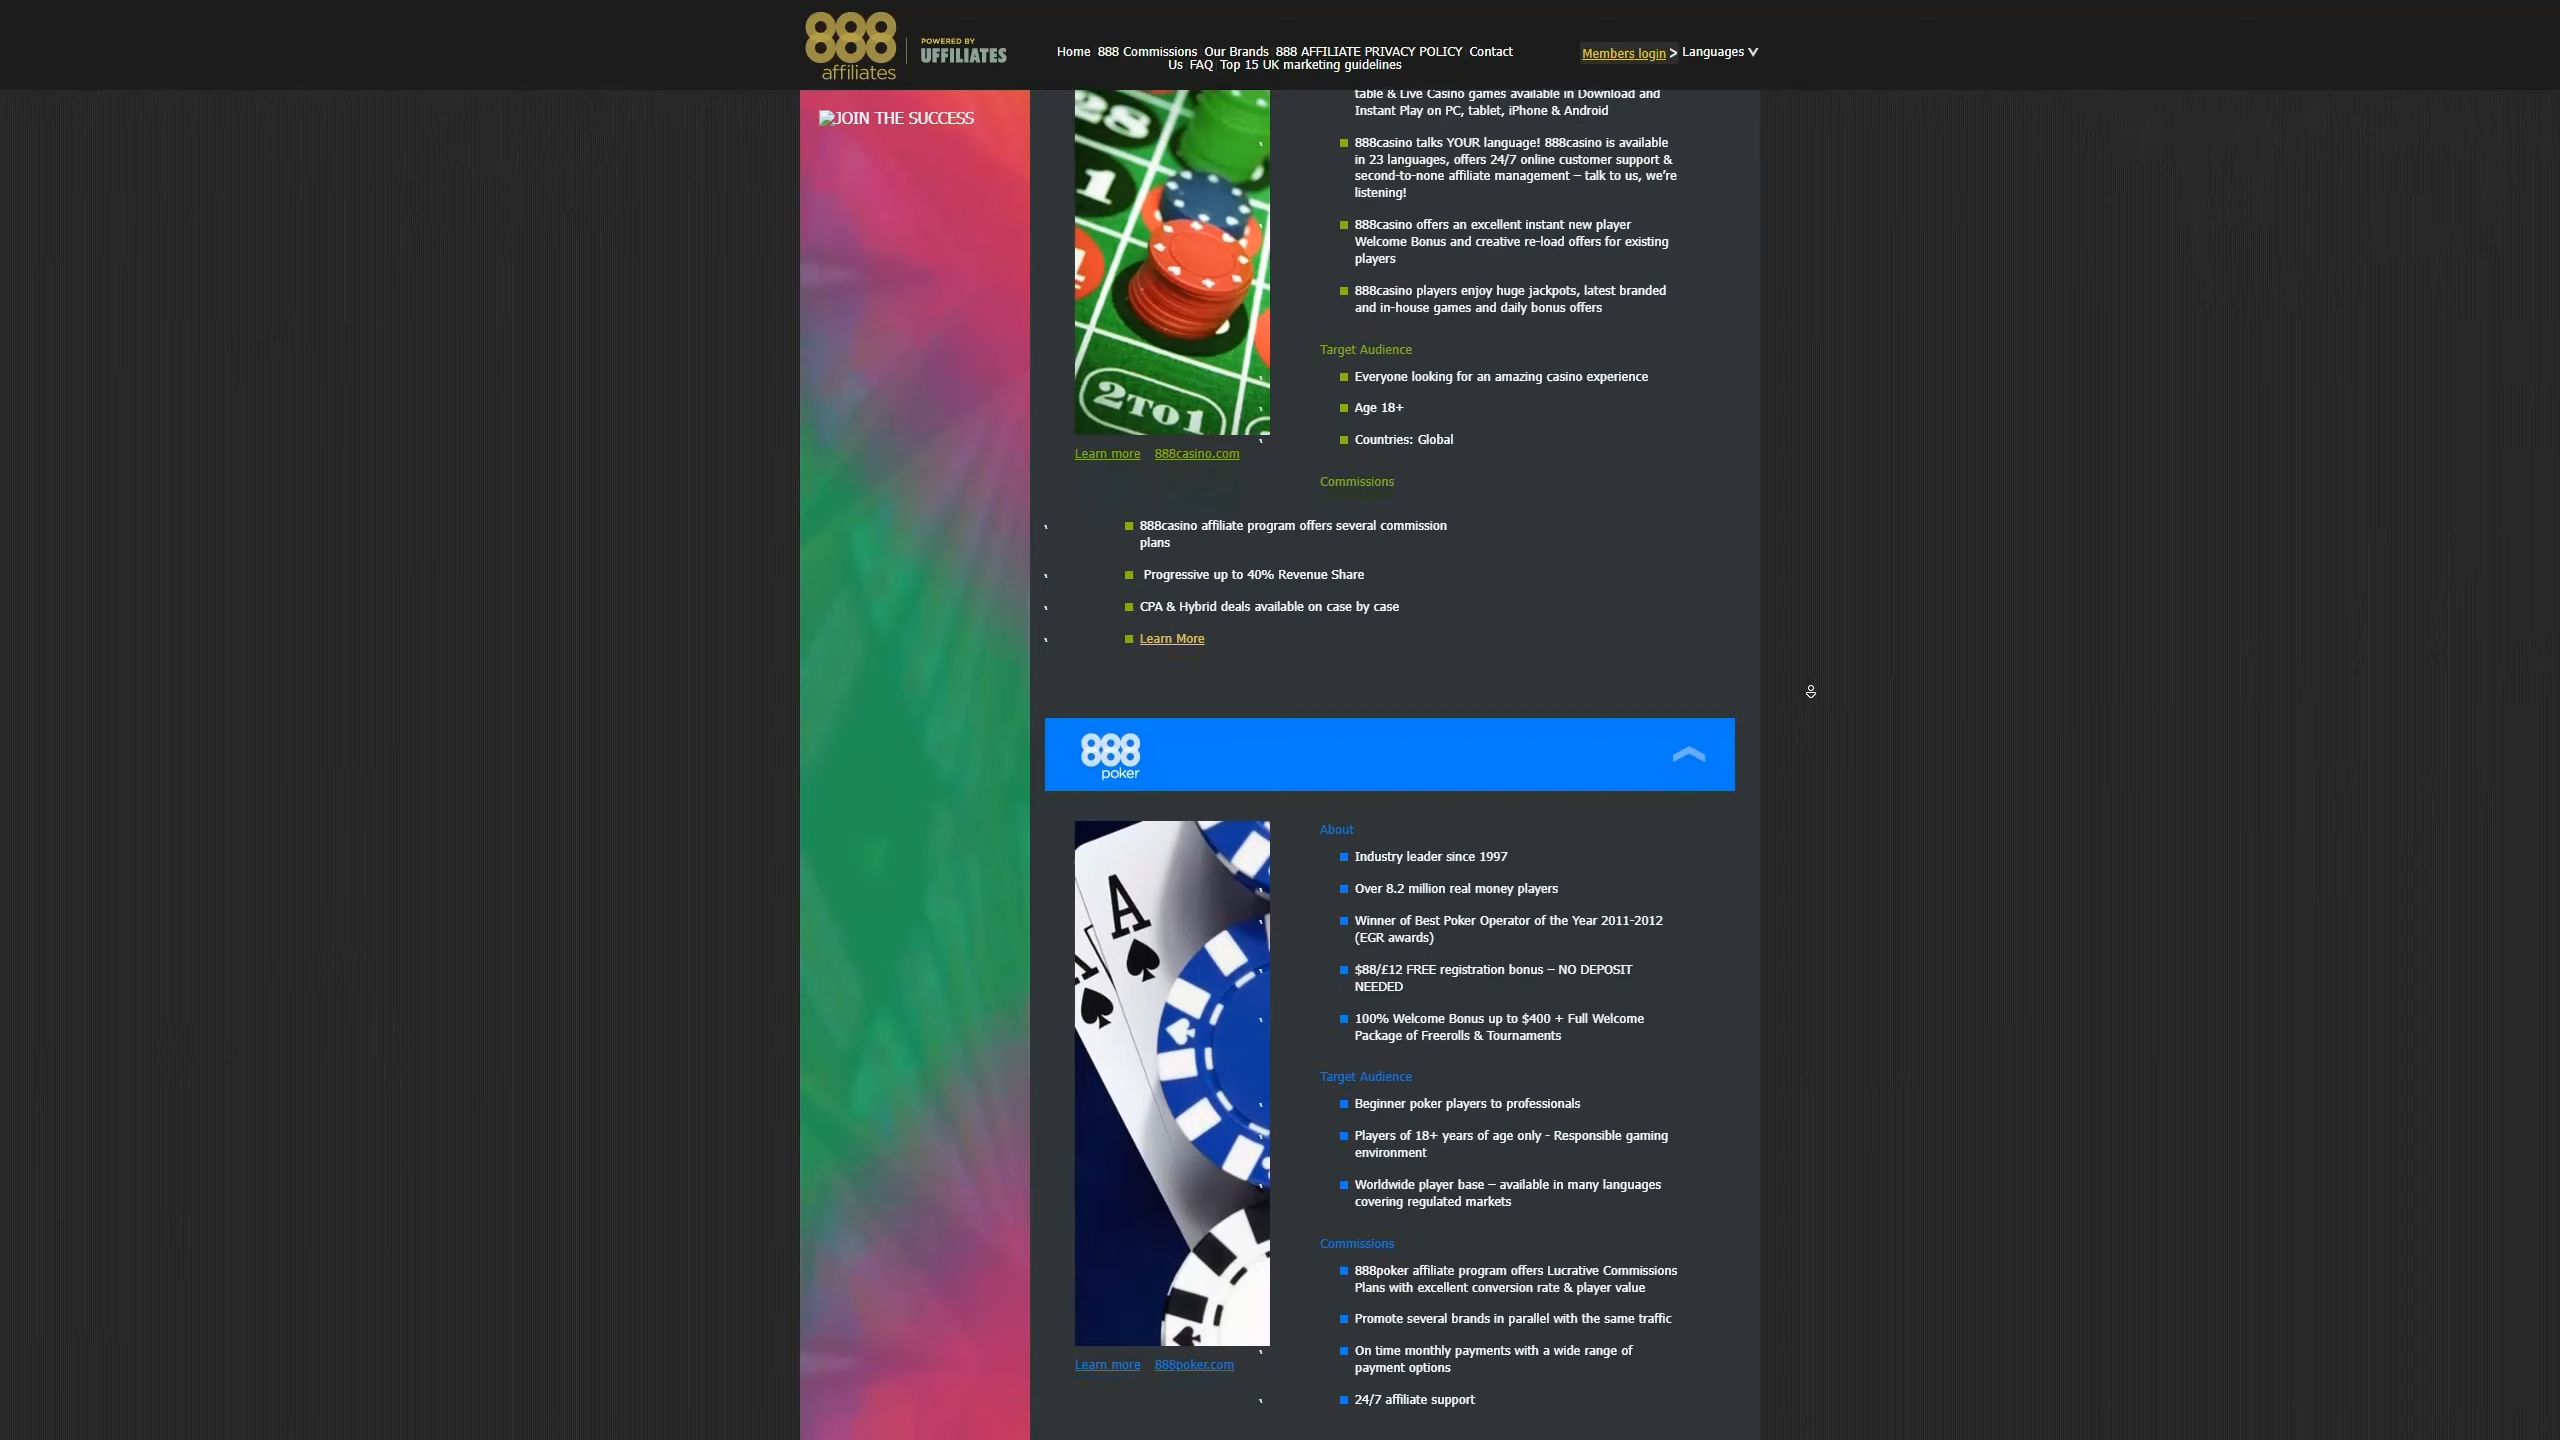 888
affiliates
POWERED BY
UFFILIATES
Home 888 Commissions Our Brands 888 AFFILIATE PRIVACY POLICY Contact
Us FAQ Top 15 UK marketing guidelines
Members login > Languages
JOIN THE SUCCESS
28
1
2 TO 1
table & Live Casino games available in Download and
Instant Play on PC, tablet, iPhone & Android
888casino talks YOUR language! 888casino is available
in 23 languages, offers 24/7 online customer support &
second-to-none affiliate management – talk to us, we’re
listening!
888casino offers an excellent instant new player
Welcome Bonus and creative re-load offers for existing
players
888casino players enjoy huge jackpots, latest branded
and in-house games and daily bonus offers
Target Audience
Everyone looking for an amazing casino experience
Age 18+
Countries: Global
Learn more 888casino.com
Commissions
888casino affiliate program offers several commission
plans
Progressive up to 40% Revenue Share
CPA & Hybrid deals available on case by case
Learn More
888
poker
A
About
Industry leader since 1997
Over 8.2 million real money players
Winner of Best Poker Operator of the Year 2011-2012
(EGR awards)
$88/£12 FREE registration bonus – NO DEPOSIT
NEEDED
100% Welcome Bonus up to $400 + Full Welcome
Package of Freerolls & Tournaments
Target Audience
Beginner poker players to professionals
Players of 18+ years of age only - Responsible gaming
environment
Worldwide player base – available in many languages
covering regulated markets
Commissions
888poker affiliate program offers Lucrative Commissions
Plans with excellent conversion rate & player value
Promote several brands in parallel with the same traffic
On time monthly payments with a wide range of
payment options
24/7 affiliate support
Learn more 888poker.com